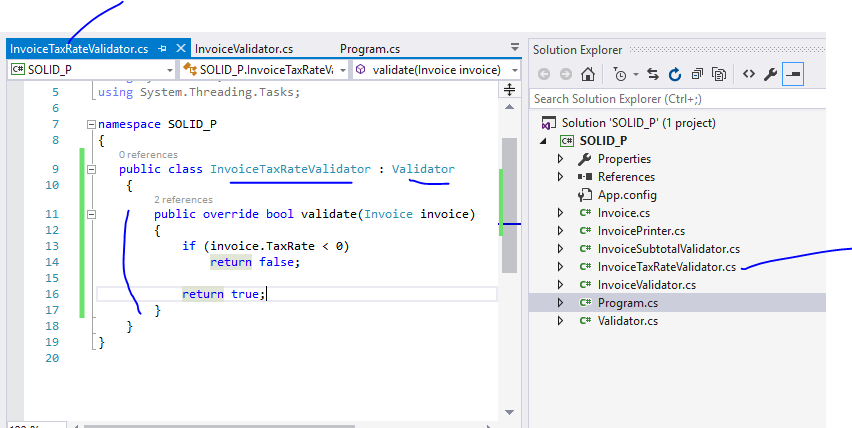 InvoiceTaxRateValidator.cs InvoiceValidator.cs Program.cs
SOLID_P SOLID_P.InvoiceTaxRateV validate(Invoice invoice)
5 using System.Threading.Tasks;
6
7 namespace SOLID_P
8 {
0 references
9 public class InvoiceTaxRateValidator : Validator
10 {
2 references
11 public override bool validate(Invoice invoice)
12 {
13 if (invoice.TaxRate < 0)
14 return false;
15
16 return true;
17 }
18 }
19 }
20
Solution Explorer
Search Solution Explorer (Ctrl+;)
Solution 'SOLID_P' (1 project)
C# SOLID_P
Properties
References
App.config
C# Invoice.cs
C# InvoicePrinter.cs
C# InvoiceSubtotalValidator.cs
C# InvoiceTaxRateValidator.cs
C# InvoiceValidator.cs
C# Program.cs
C# Validator.cs